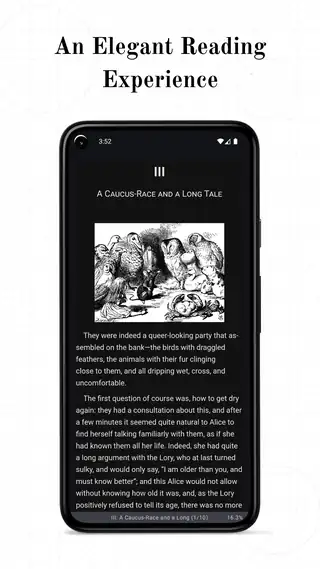 An Elegant Reading
Experience
3:52
III
A Caucus-Race and a Long Tale
They were indeed a queer-looking party that as-
sembled on the bank—the birds with draggled
feathers, the animals with their fur clinging
close to them, and all dripping wet, cross, and
uncomfortable.
The first question of course was, how to get
dry again: they had a consultation about this, and after
a few minutes it seemed quite natural to Alice to
find herself talking familiarly with them, as if she
had known them all her life. Indeed, she had quite
a long argument with the Lory, who at last turned
sulky, and would only say, “I am older than you, and
must know better”; and this Alice would not allow
without knowing how old it was, and, as the Lory
positively refused to tell its age, there was no more
III: A Caucus-Race and a Long (1/10)
16.3%